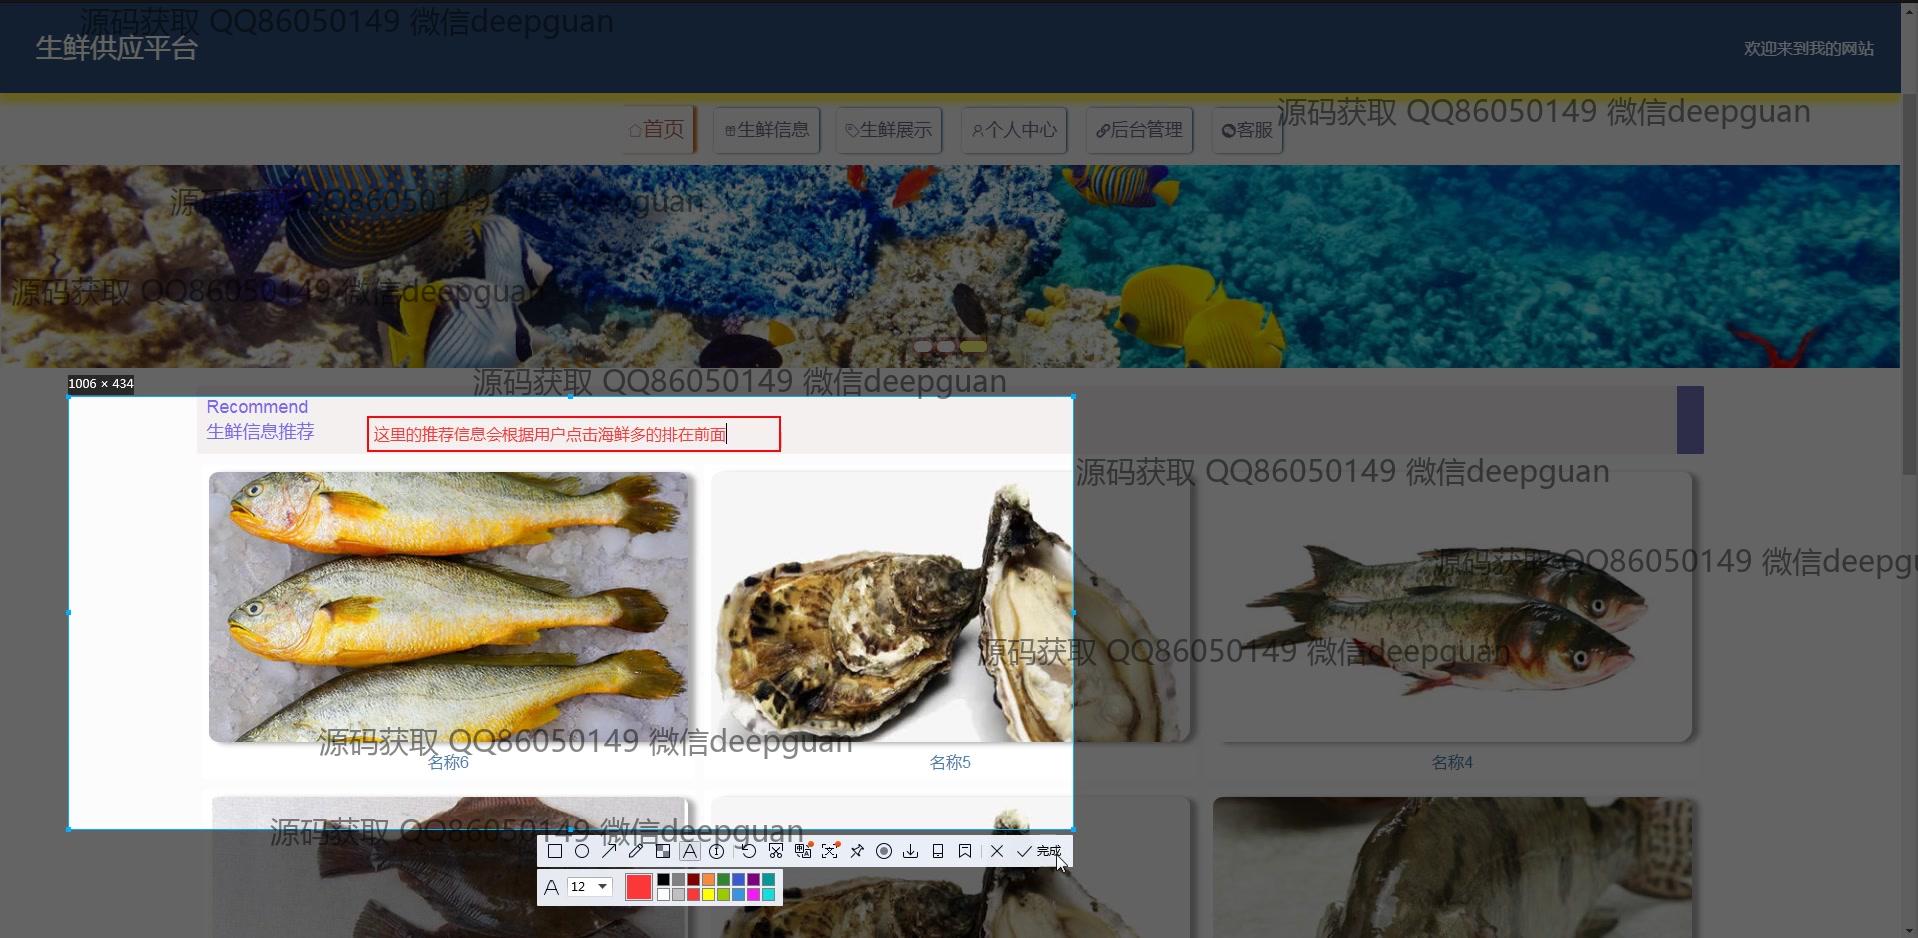 源码获取 QQ86050149 微信deepguan
生鲜供应平台
欢迎来到我的网站
首页
生鲜信息
生鲜展示
个人中心
后台管理
客服
源码获取 QQ86050149 微信deepguan
源码获取 QQ86050149 微信deepguan
源码获取 QQ86050149 微信deepguan
源码获取 QQ86050149 微信deepguan
1006 × 434
Recommend
生鲜信息推荐
这里的推荐信息会根据用户点击海鲜多的排在前面
源码获取 QQ86050149 微信deepguan
源码获取 QQ86050149 微信deepgu
源码获取 QQ86050149 微信deepguan
源码获取 QQ86050149 微信deepguan
名称6
名称5
名称4
源码获取 QQ86050149 微信deepguan
完成
12